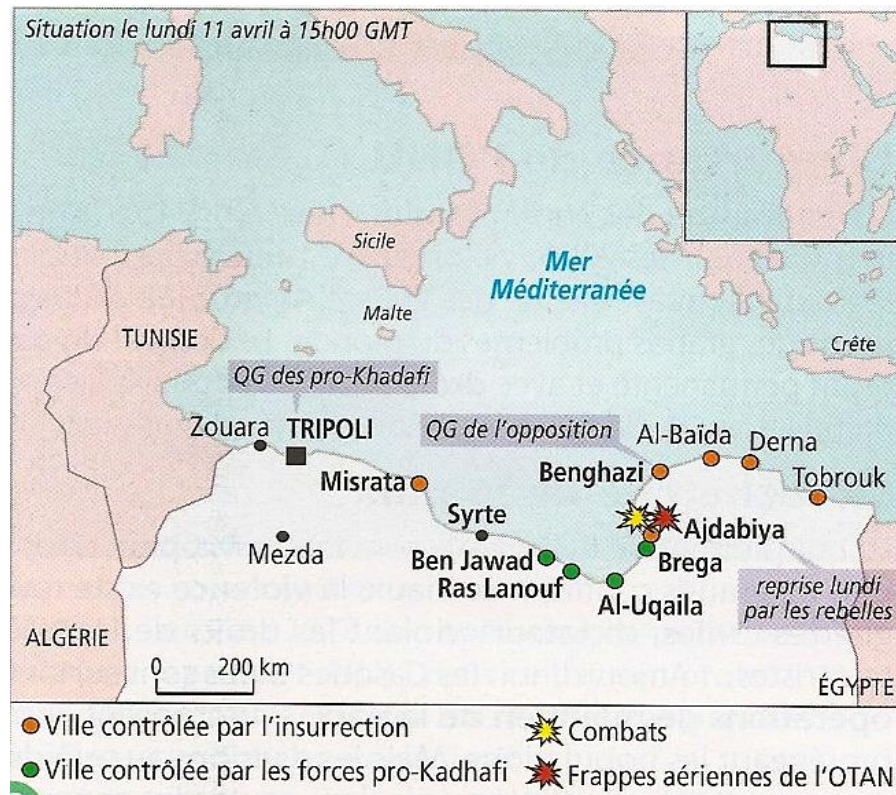 Situation le lundi 11 avril à 15h00 GMT
Sicile
Mer
Méditerranée
Malte
TUNISIE
Crête
QG des pro-Khadafi
Zouara
TRIPOLI
QG de l'opposition
Al-Baïda
Derna
Benghazi
Tobrouk
Misrata
Syrte
Ajdabiya
Mezda
Ben Jawad
Brega
Ras Lanouf
reprise lundi
par les rebelles
Al-Uqaila
ALGÉRIE
0 200 km
ÉGYPTE
Ville contrôlée par l'insurrection
Combats
Ville contrôlée par les forces pro-Kadhafi
Frappes aériennes de l'OTAN